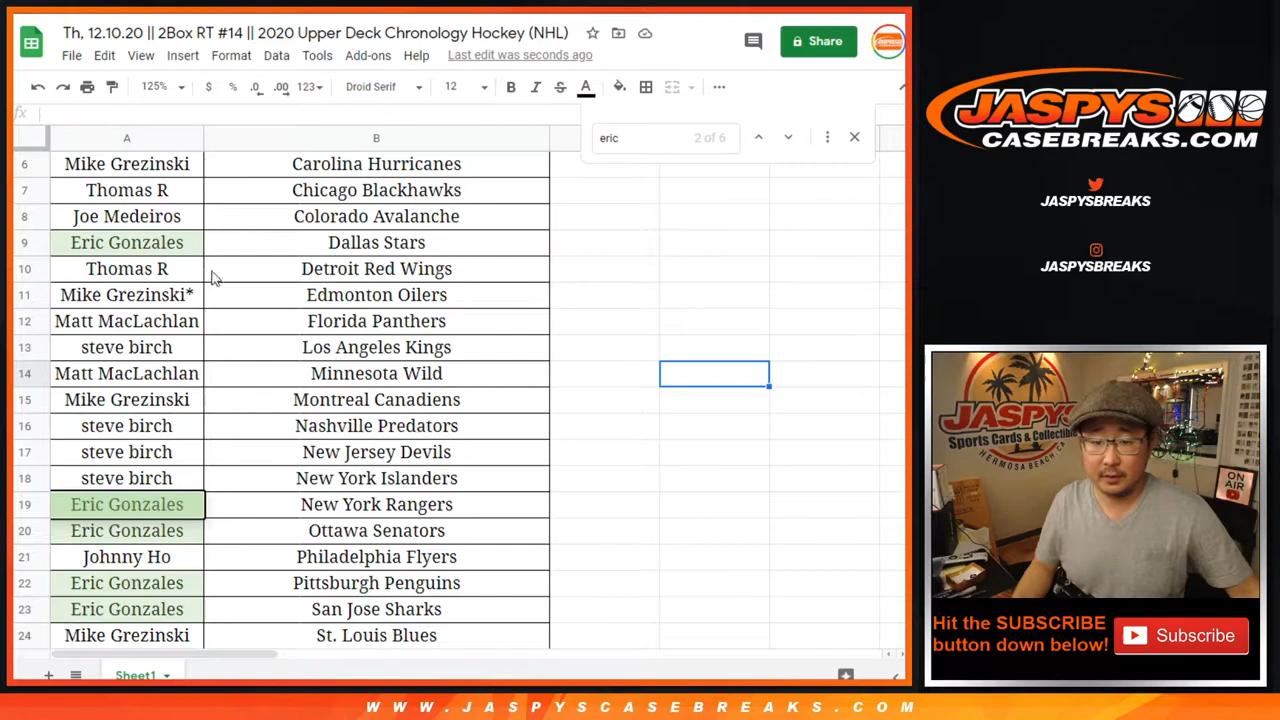 Th, 12.10.20 || 2Box RT #14 || 2020 Upper Deck Chronology Hockey (NHL)
File Edit View Insert Format Data Tools Add-ons Help Last edit was seconds ago
Share
125% $ % .0 .00 123 Droid Serif 12 B I S A
fx
eric 2 of 6
A B
6 Mike Grezinski Carolina Hurricanes
7 Thomas R Chicago Blackhawks
8 Joe Medeiros Colorado Avalanche
9 Eric Gonzales Dallas Stars
10 Thomas R Detroit Red Wings
11 Mike Grezinski* Edmonton Oilers
12 Matt MacLachlan Florida Panthers
13 steve birch Los Angeles Kings
14 Matt MacLachlan Minnesota Wild
15 Mike Grezinski Montreal Canadiens
16 steve birch Nashville Predators
17 steve birch New Jersey Devils
18 steve birch New York Islanders
19 Eric Gonzales New York Rangers
20 Eric Gonzales Ottawa Senators
21 Johnny Ho Philadelphia Flyers
22 Eric Gonzales Pittsburgh Penguins
23 Eric Gonzales San Jose Sharks
24 Mike Grezinski St. Louis Blues
Sheet1
JASPYS
CASEBREAKS.COM
JASPYSBREAKS
JASPYSBREAKS
JASPYS
Sports Cards & Collectible
HERMOSA BEACH, CA
ON AIR
Hit the SUBSCRIBE
button down below!
Subscribe
WWW.JASPYSCASEBREAKS.COM